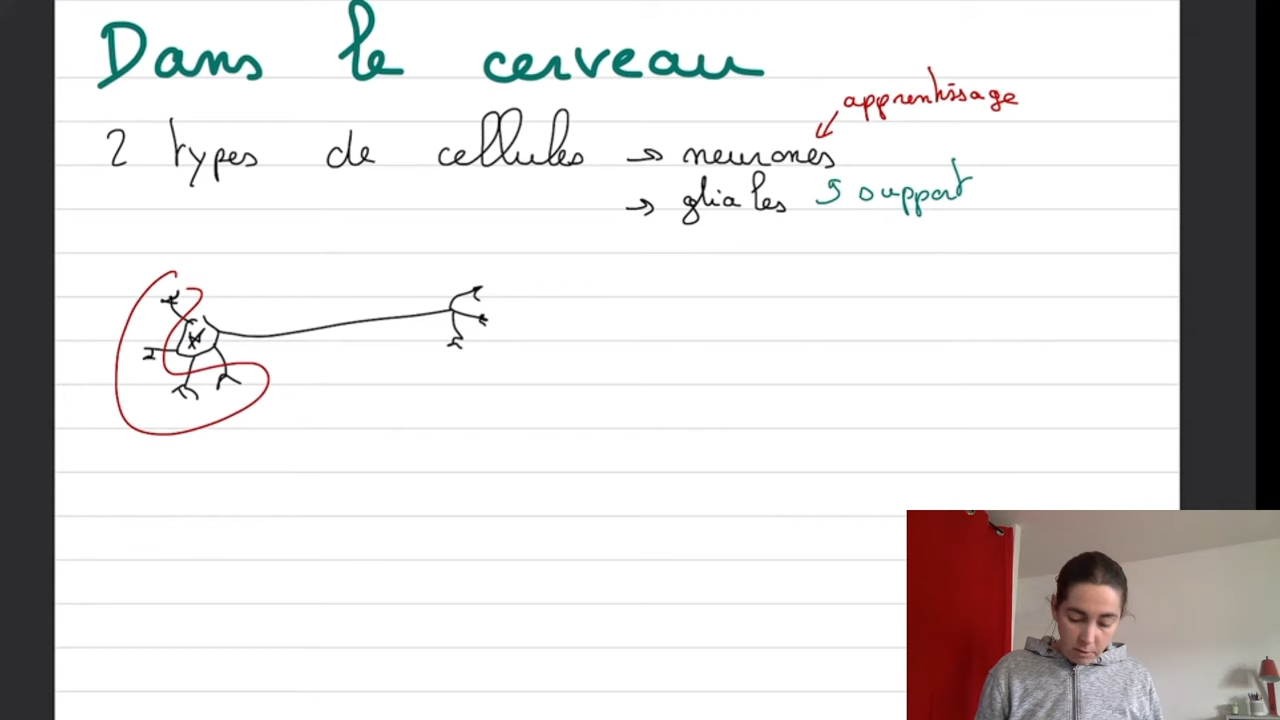 Dans le cerveau
apprentissage
2 types de cellules → neurones
→ gliales support